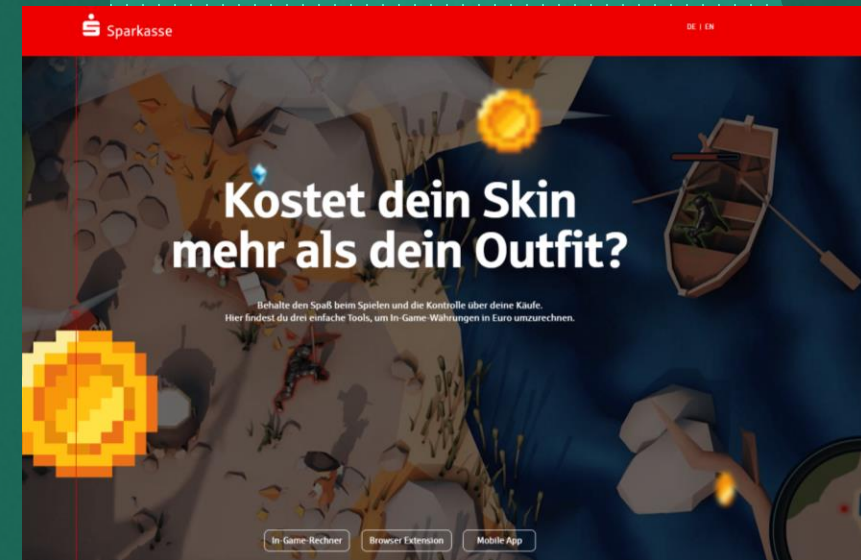 Sparkasse
DE | EN
Kostet dein Skin
mehr als dein Outfit?
Behalte den Spaß beim Spielen und die Kontrolle über deine Käufe.
Hier findest du drei einfache Tools, um In-Game-Währungen in Euro umzurechnen.
In-Game-Rechner
Browser Extension
Mobile App